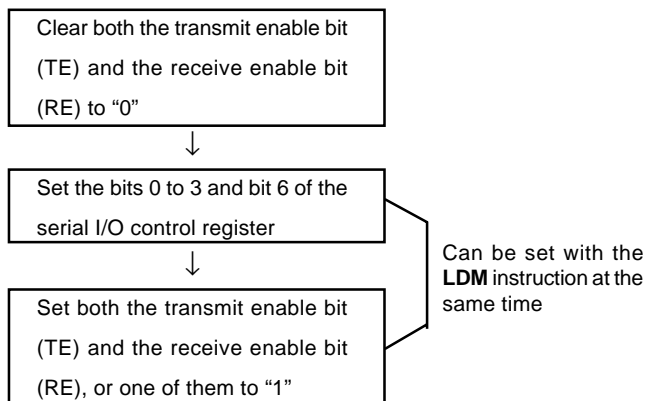 Clear both the transmit enable bit
(TE) and the receive enable bit
(RE) to “0”
↓
Set the bits 0 to 3 and bit 6 of the
serial I/O control register
↓
Set both the transmit enable bit
(TE) and the receive enable bit
(RE), or one of them to “1”
Can be set with the
LDM instruction at the
same time